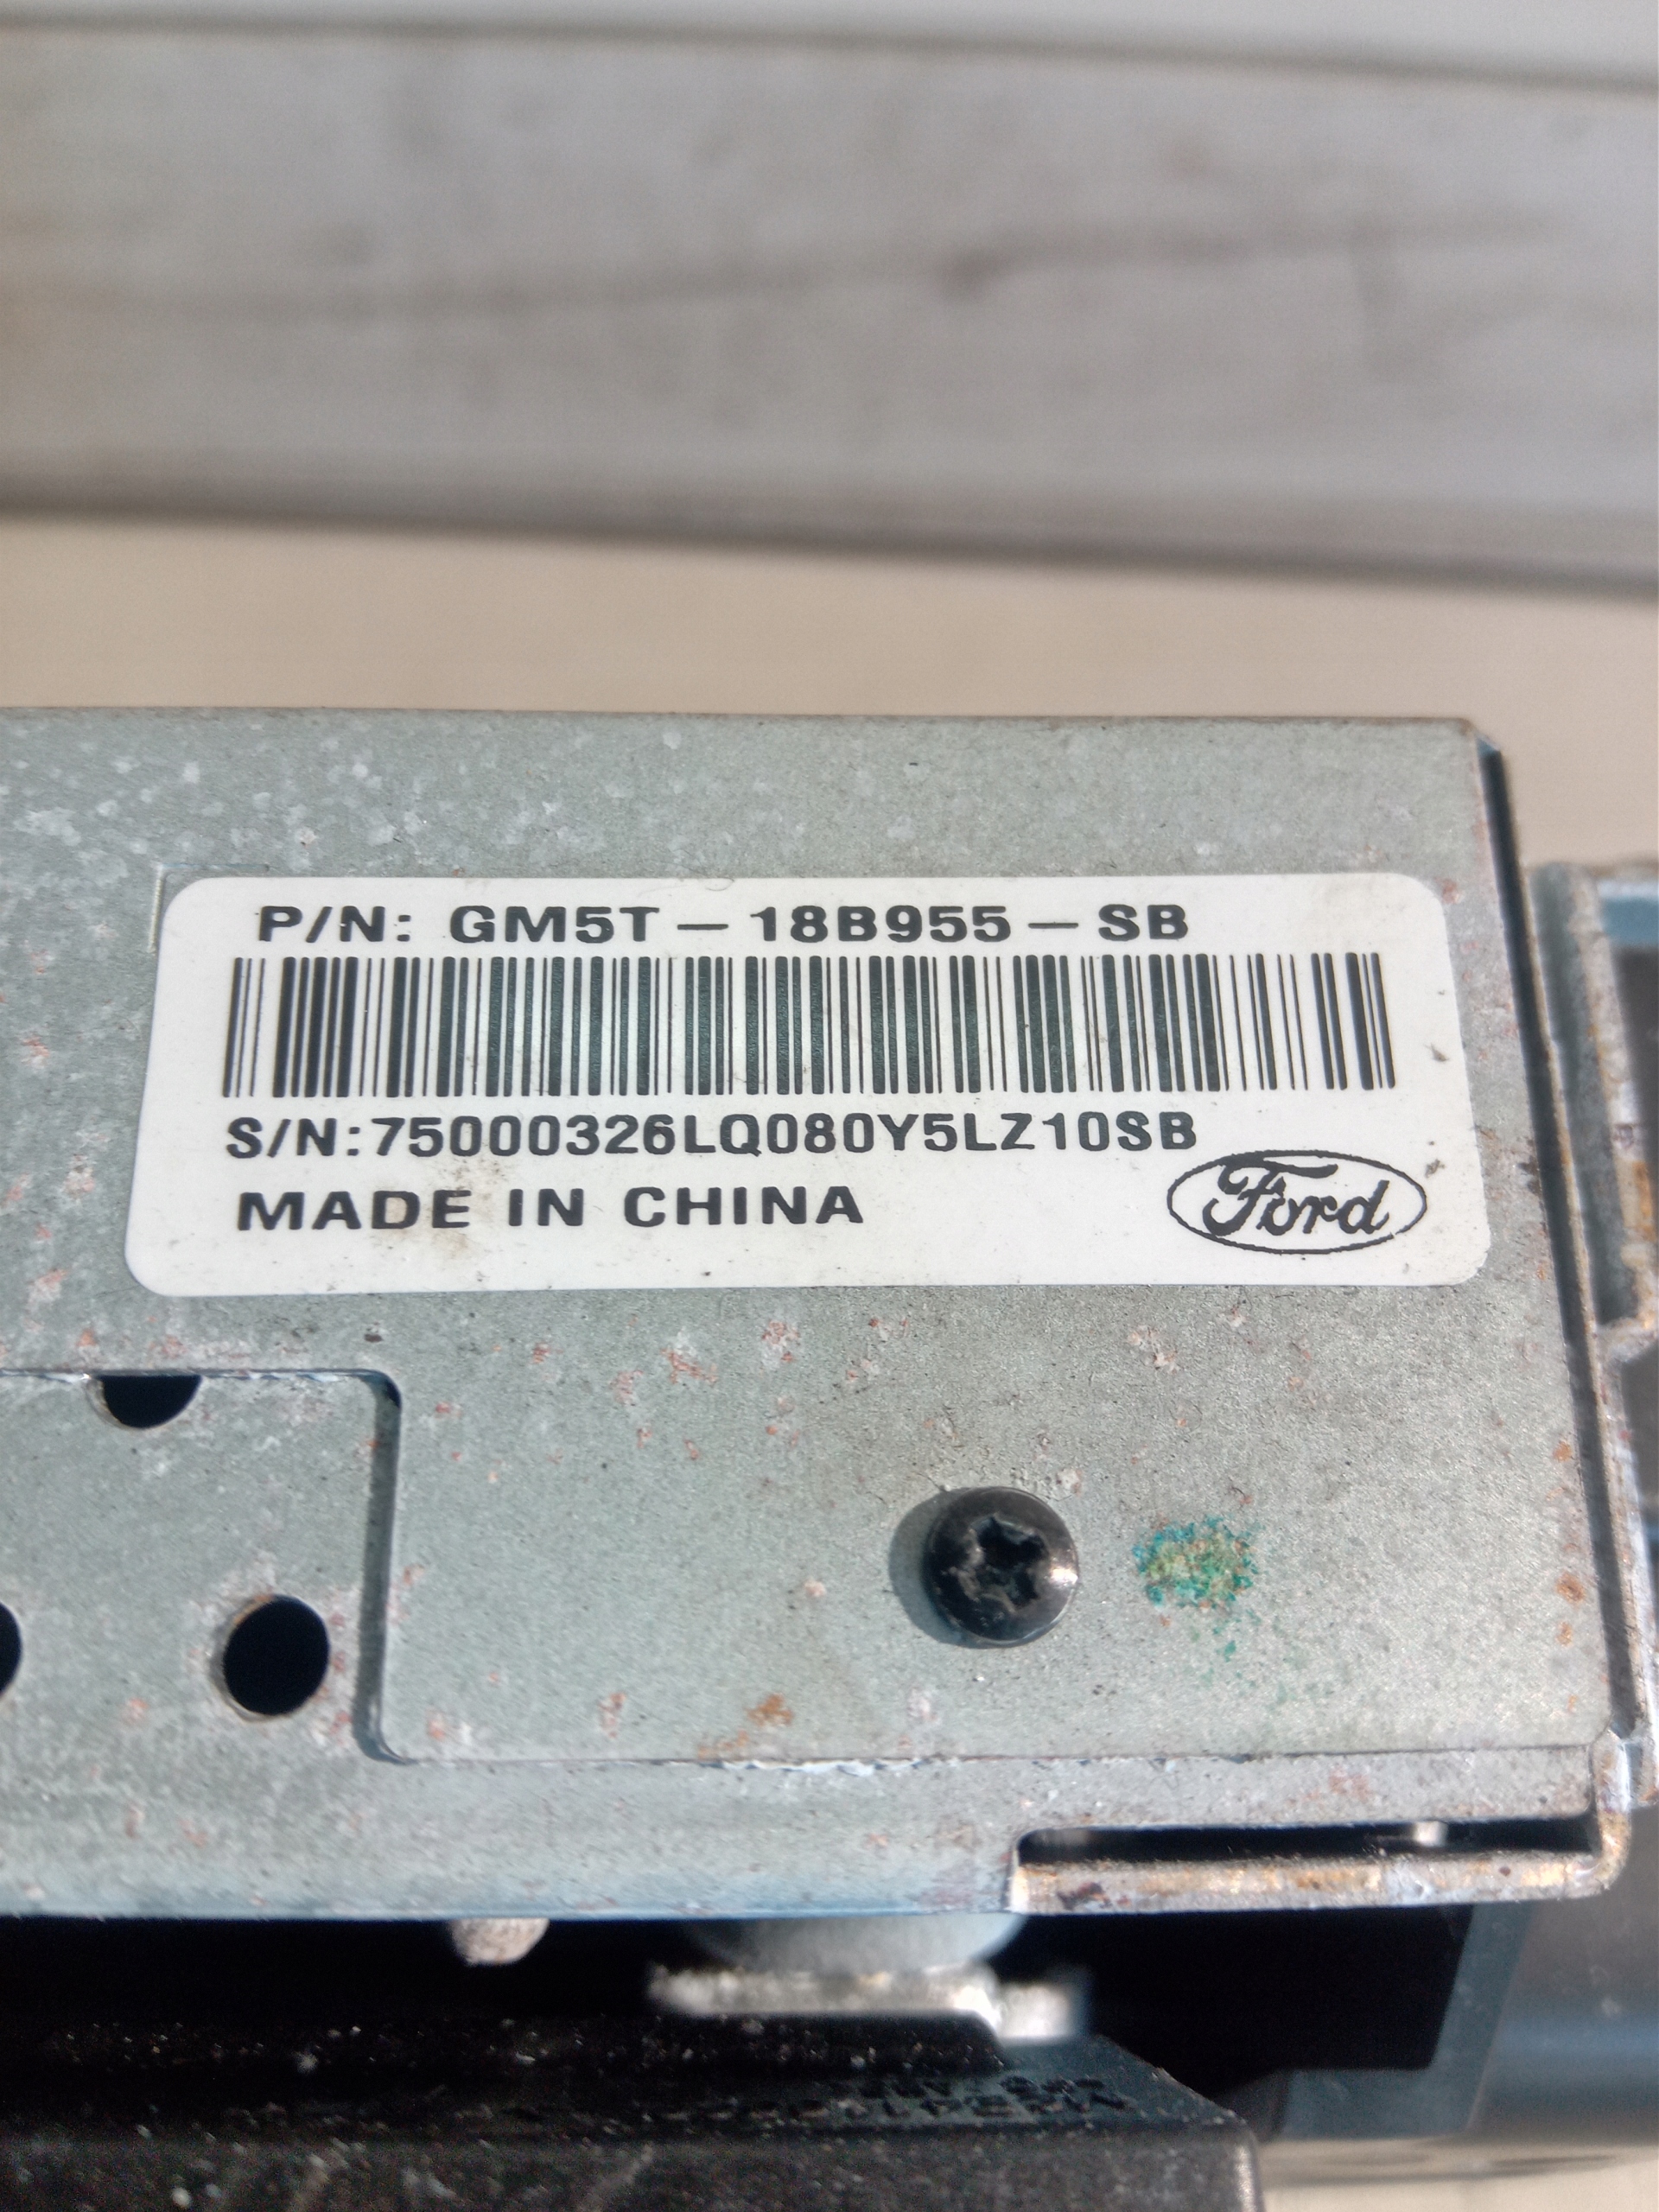 P/N: GM5T-18B955-SB
S/N:75000326LQ080Y5LZ10SB
MADE IN CHINA
Ford